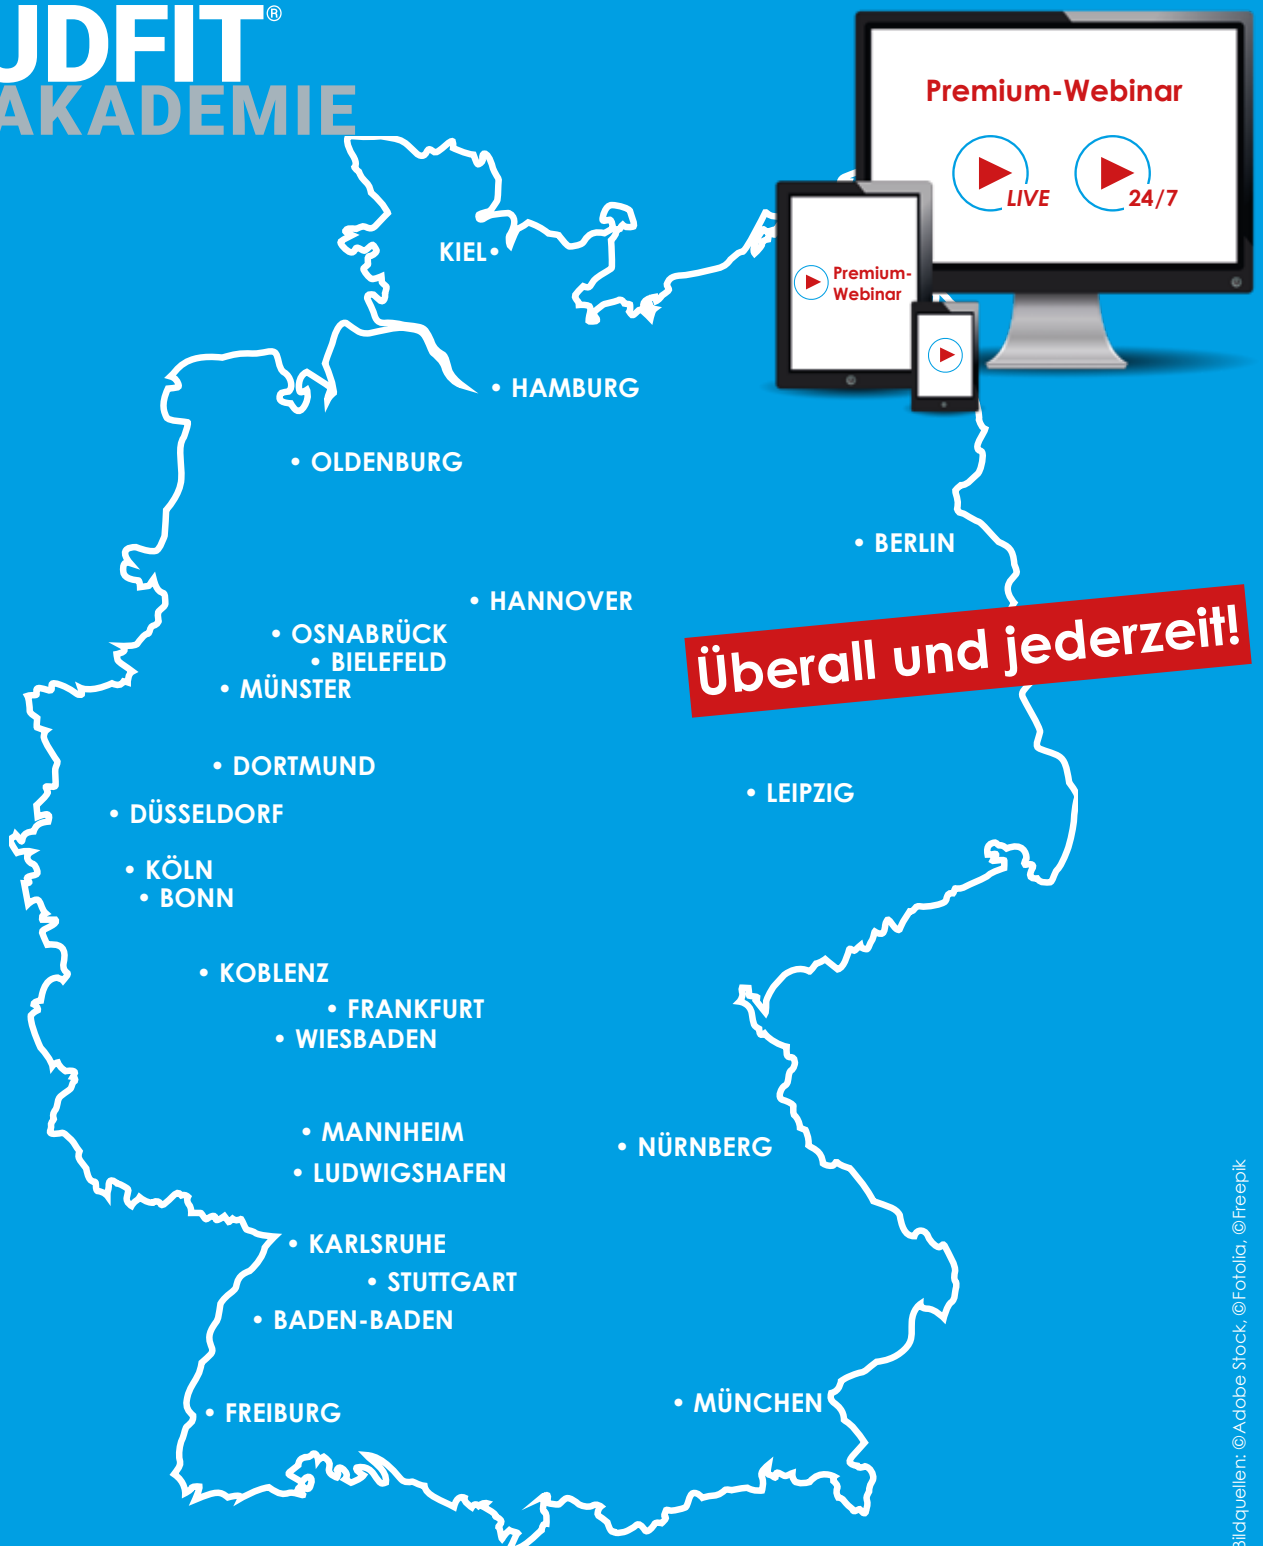 UDFIT®
AKADEMIE
Premium-Webinar
LIVE
24/7
Premium-
Webinar
KIEL
HAMBURG
OLDENBURG
BERLIN
HANNOVER
OSNABRÜCK
BIELEFELD
MÜNSTER
Überall und jederzeit!
DORTMUND
LEIPZIG
DÜSSELDORF
KÖLN
BONN
KOBLENZ
FRANKFURT
WIESBADEN
MANNHEIM
NÜRNBERG
LUDWIGSHAFEN
KARLSRUHE
STUTTGART
BADEN-BADEN
MÜNCHEN
FREIBURG
Bildquellen: ©Adobe Stock, ©Fotolia, ©Freepik